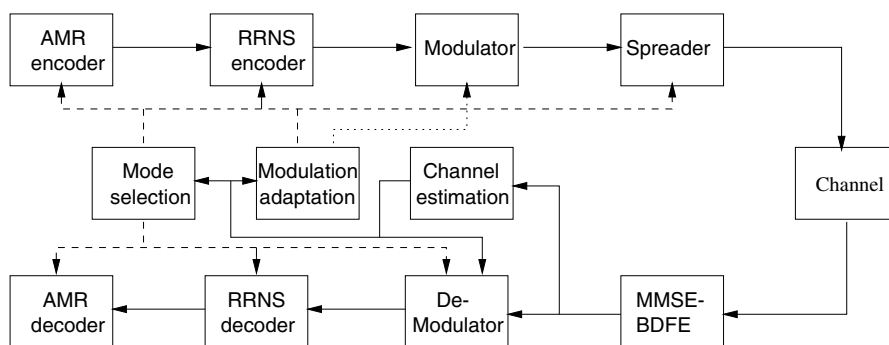 AMR
encoder
RRNS
encoder
Modulator
Spreader
Mode
selection
Modulation
adaptation
Channel
estimation
Channel
AMR
decoder
RRNS
decoder
De-
Modulator
MMSE-
BDFE